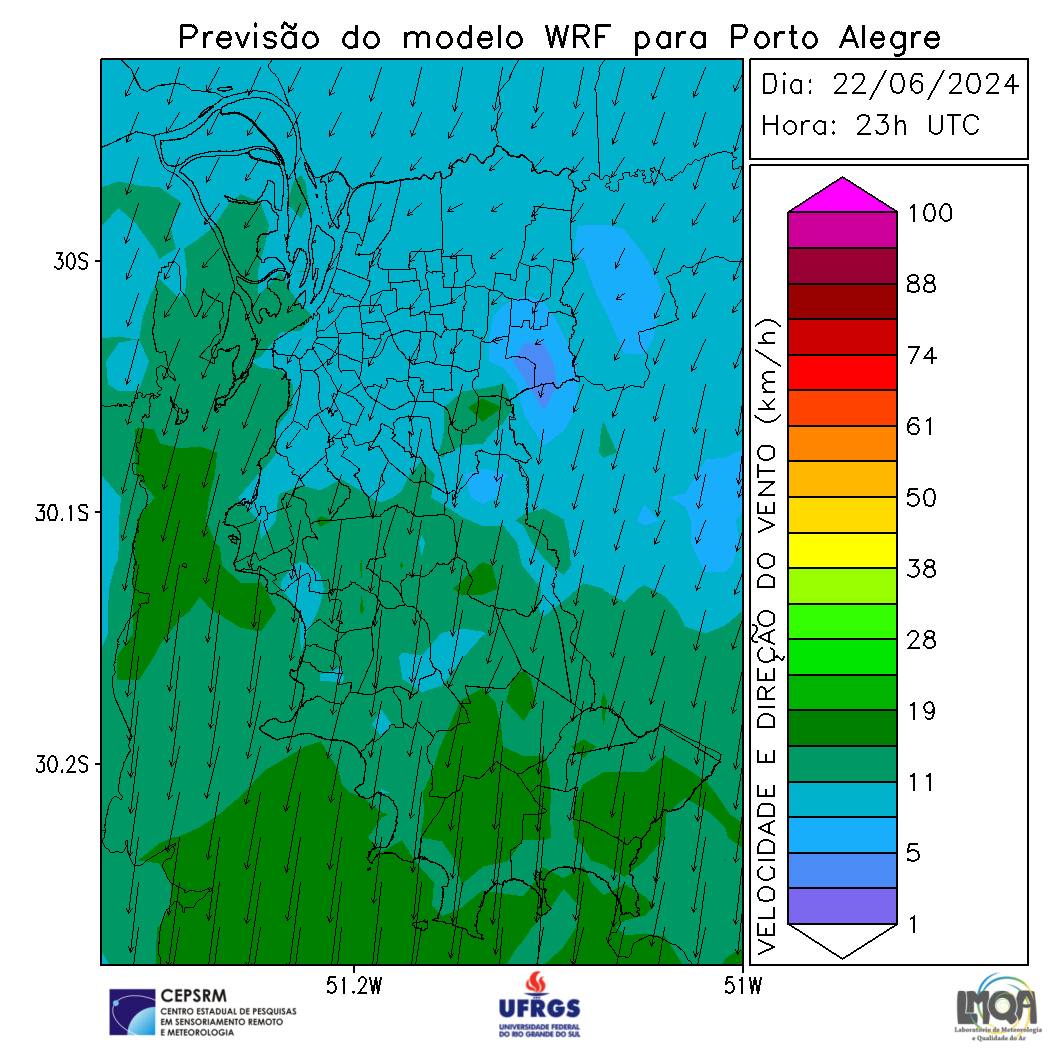 Previsão do modelo WRF para Porto Alegre
Dia: 22/06/2024
Hora: 23h UTC
30S
30.1S
30.2S
51.2W
51W
VELOCIDADE E DIREÇÃO DO VENTO (km/h)
100
88
74
61
50
38
28
19
11
5
1
CEPSRM
CENTRO ESTADUAL DE PESQUISAS
EM SENSORIAMENTO REMOTO
E METEOROLOGIA
UFRGS
UNIVERSIDADE FEDERAL
DO RIO GRANDE DO SUL
LMQA
Laboratório de Meteorologia
e Qualidade do Ar